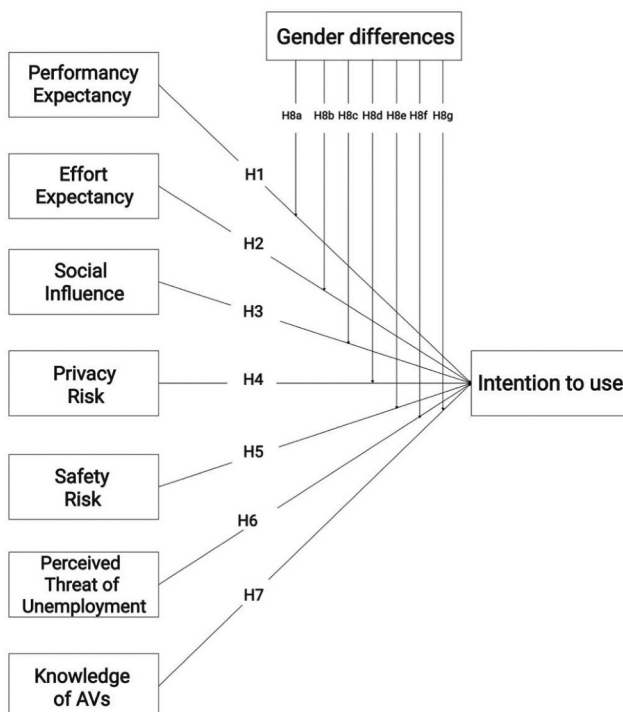 Gender differences
Performancy
Expectancy
H8a H8b H8c H8d H8e H8f H8g
H1
Effort
Expectancy
H2
Social
Influence
H3
Privacy
Risk
H4
Intention to use
H5
Safety
Risk
H6
Perceived
Threat of
Unemployment
H7
Knowledge
of AVs